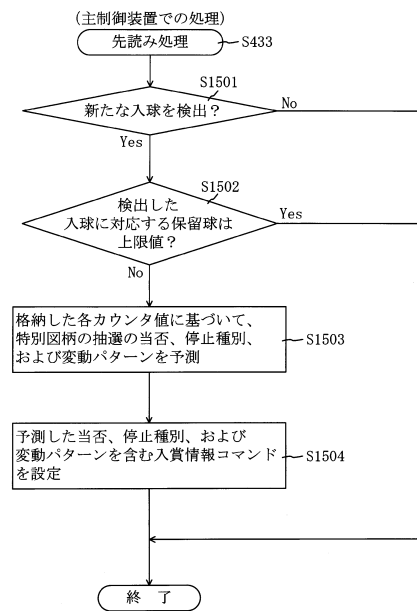 (主制御装置での処理)
先読み処理
S433
S1501
新たな入球を検出？
No
Yes
S1502
検出した
入球に対応する保留球は
上限値？
Yes
No
格納した各カウンタ値に基づいて、
特別図柄の抽選の当否、停止種別、
および変動パターンを予測
S1503
予測した当否、停止種別、および
変動パターンを含む入賞情報コマンド
を設定
S1504
終 了